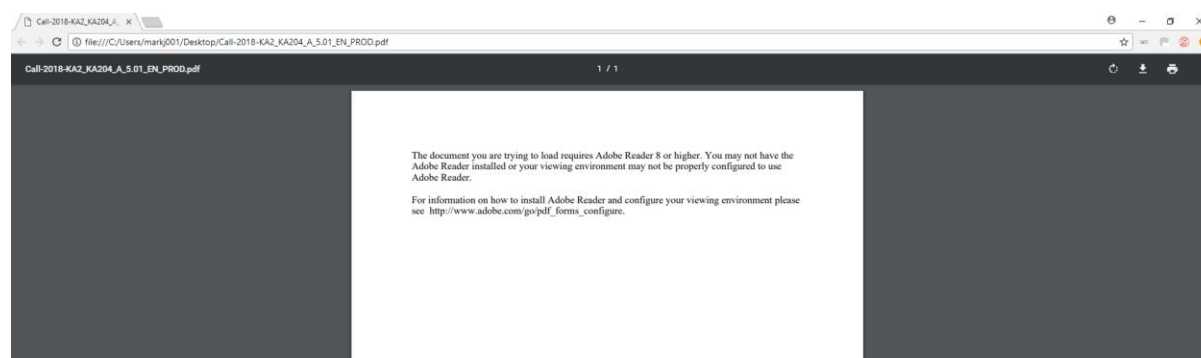 Call-2018-KA2_KA204_A_
file:///C:/Users/markj001/Desktop/Call-2018-KA2_KA204_A_5.01_EN_PROD.pdf
Call-2018-KA2_KA204_A_5.01_EN_PROD.pdf
1 / 1
The document you are trying to load requires Adobe Reader 8 or higher. You may not have the
Adobe Reader installed or your viewing environment may not be properly configured to use
Adobe Reader.
For information on how to install Adobe Reader and configure your viewing environment please
see http://www.adobe.com/go/pdf_forms_configure.